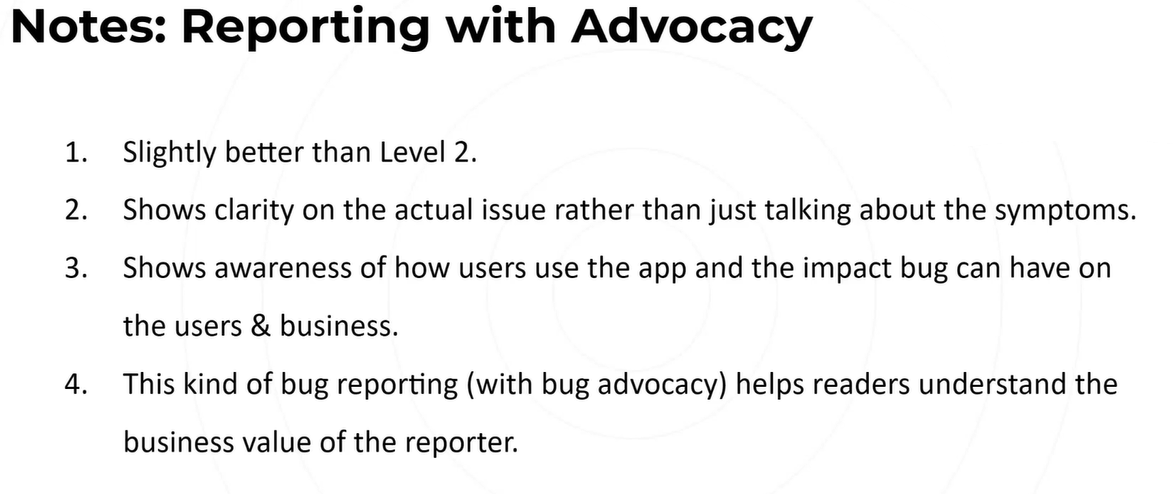 Notes: Reporting with Advocacy
1. Slightly better than Level 2.
2. Shows clarity on the actual issue rather than just talking about the symptoms.
3. Shows awareness of how users use the app and the impact bug can have on
the users & business.
4. This kind of bug reporting (with bug advocacy) helps readers understand the
business value of the reporter.